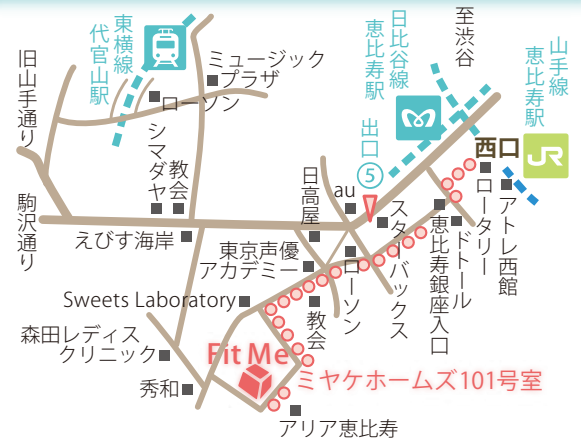 東横線
代官山駅
旧山手通り
ミュージック
プラザ
ローソン
シマダヤ
教会
駒沢通り
えびす海岸
日比谷線
恵比寿駅
出口
5
至渋谷
山手線
恵比寿駅
西口
JR
ロータリー
アトレ西館
au
日高屋
スターバックス
恵比寿銀座入口
ドトール
東京声優
アカデミー
ローソン
教会
Sweets Laboratory
森田レディス
クリニック
秀和
Fit Me
ミヤケホームズ101号室
アリア恵比寿